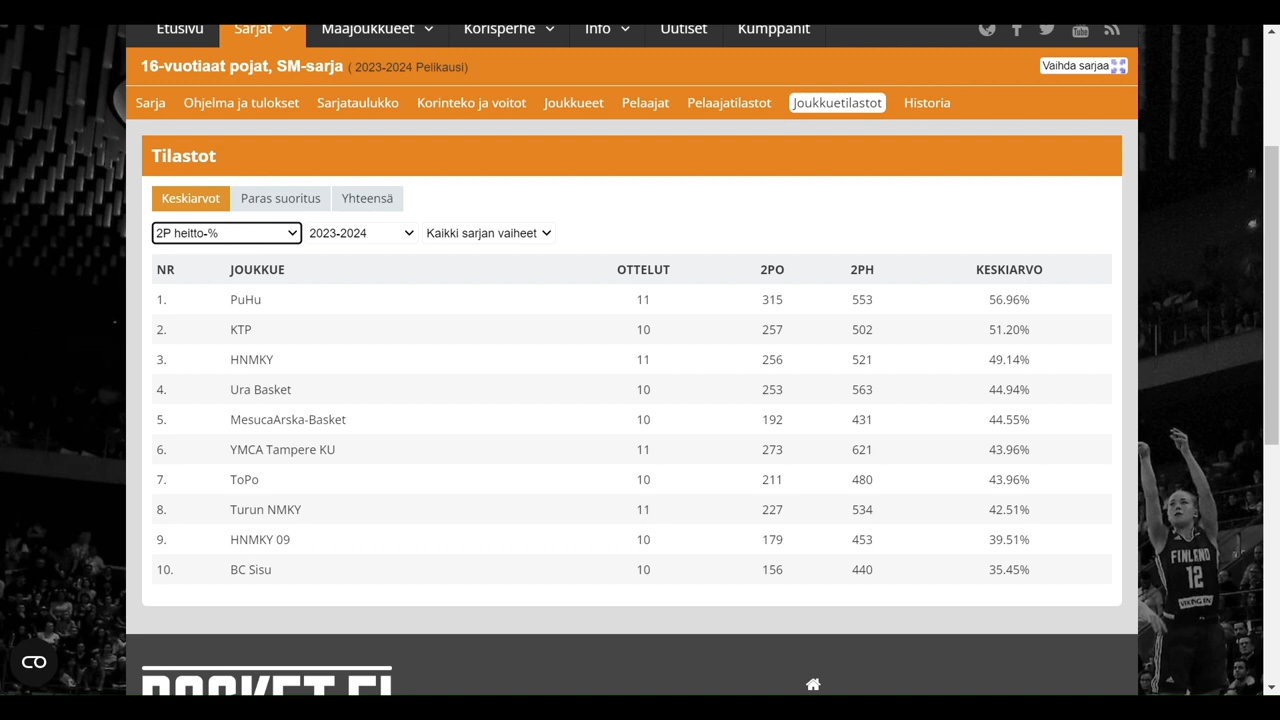 Etusivu Sarjat Maajoukkueet Korisperhe Info Uutiset Kumppanit You Tube
16-vuotiaat pojat, SM-sarja ( 2023-2024 Pelikausi) Vaihda sarjaa
Sarja Ohjelma ja tulokset Sarjataulukko Korinteko ja voitot Joukkueet Pelaajat Pelaajatilastot Joukkuetilastot Historia
Tilastot
Keskiarvot Paras suoritus Yhteensä
2P heitto-% 2023-2024 Kaikki sarjan vaiheet
NR JOUKKUE OTTELUT 2PO 2PH KESKIARVO
1. PuHu 11 315 553 56.96%
2. KTP 10 257 502 51.20%
3. HNMKY 11 256 521 49.14%
4. Ura Basket 10 253 563 44.94%
5. MesucaArska-Basket 10 192 431 44.55%
6. YMCA Tampere KU 11 273 621 43.96%
7. ToPo 10 211 480 43.96%
8. Turun NMKY 11 227 534 42.51%
9. HNMKY 09 10 179 453 39.51%
10. BC Sisu 10 156 440 35.45%
FINLAND
12
VIKING LINE
BASKET.FI